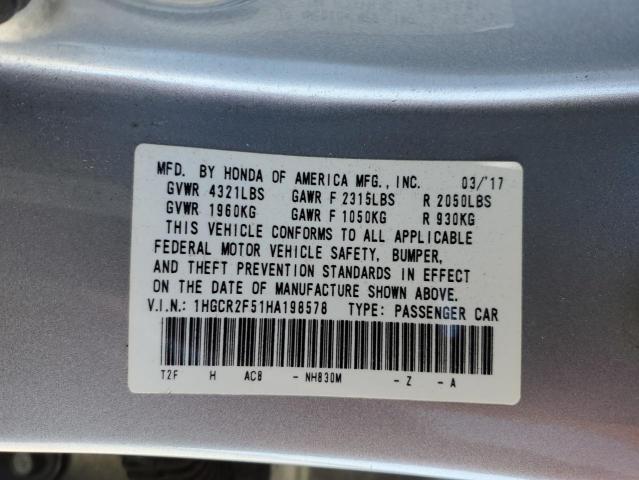 MFD. BY HONDA OF AMERICA MFG., INC. 03/'17
GVWR 4321LBS GAWR F 2315LBS R 2050LBS
GVWR 1960KG GAWR F 1050KG R 930KG
THIS VEHICLE CONFORMS TO ALL APPLICABLE
FEDERAL MOTOR VEHICLE SAFETY, BUMPER,
AND THEFT PREVENTION STANDARDS IN EFFECT
ON THE DATE OF MANUFACTURE SHOWN ABOVE.
V.I.N.: 1HGCR2F51HA198578 TYPE: PASSENGER CAR
T2F H AC8 - NH830M - Z - A